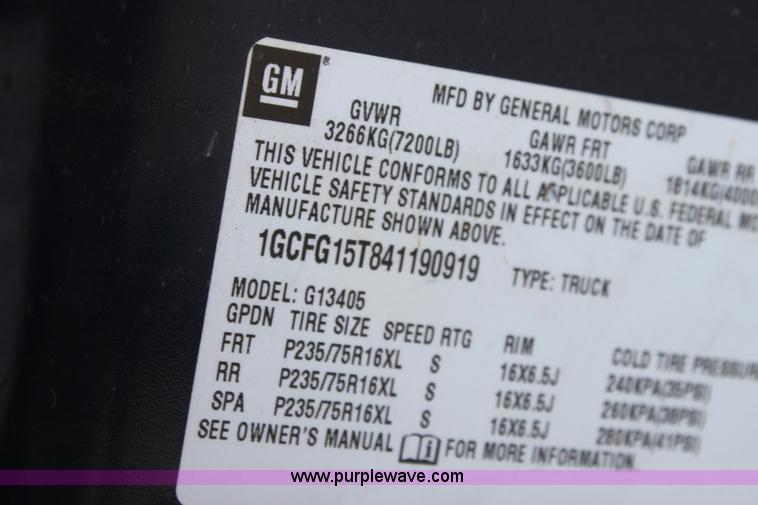 GM ®
MFD BY GENERAL MOTORS CORP
GVWR GAWR FRT GAWR RR
3266KG(7200LB) 1633KG(3600LB) 1814KG(4000
THIS VEHICLE CONFORMS TO ALL APPLICABLE U.S. FEDERAL MO
VEHICLE SAFETY STANDARDS IN EFFECT ON THE DATE OF
MANUFACTURE SHOWN ABOVE.
1GCFG15T841190919 TYPE: TRUCK
MODEL: G13405
GPDN TIRE SIZE SPEED RTG RIM COLD TIRE PRESSUR
FRT P235/75R16XL S 16X6.5J 240KPA(35PSI)
RR P235/75R16XL S 16X6.5J 260KPA(38PSI)
SPA P235/75R16XL S 16X6.5J 280KPA(41PSI)
SEE OWNER'S MANUAL FOR MORE INFORMATION.
www.purplewave.com